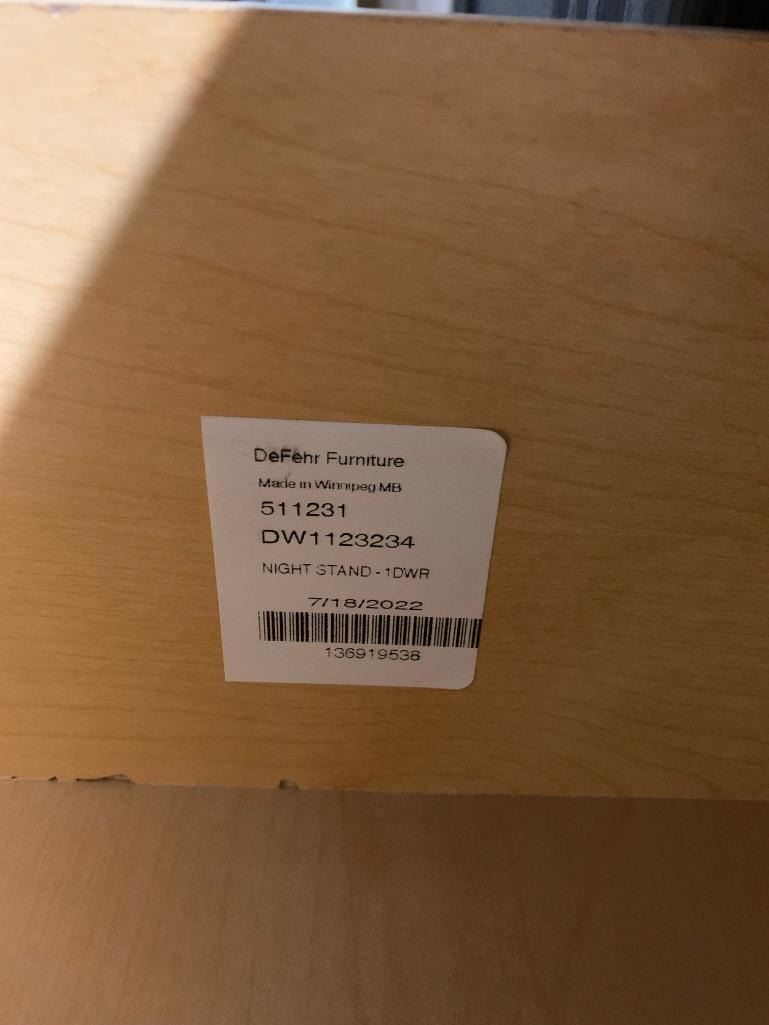 DeFehr Furniture
Made in Winnipeg MB
511231
DW1123234
NIGHT STAND - 1DWR
7/18/2022
136919538